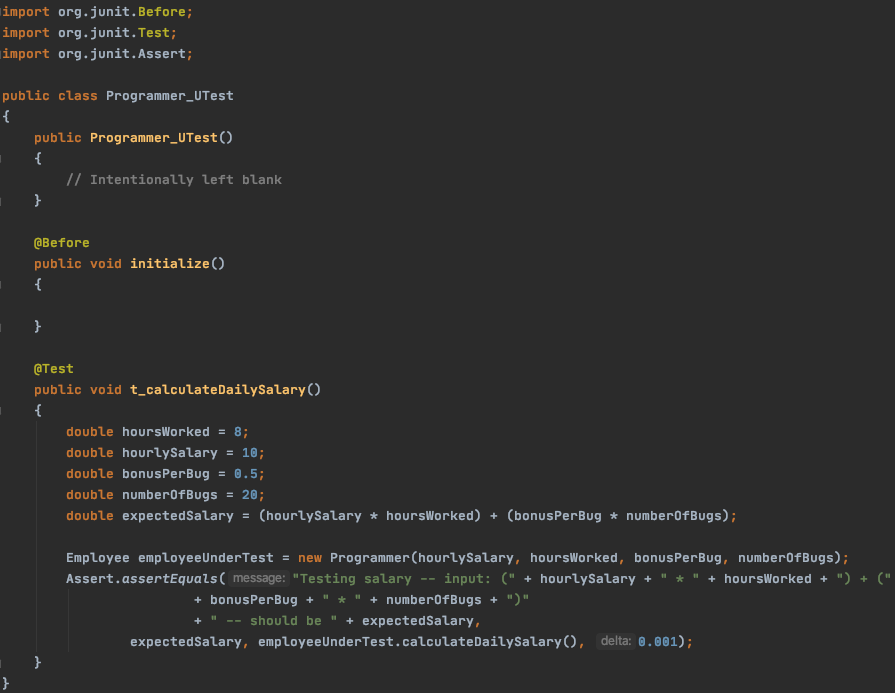 import org.junit.Before;
import org.junit.Test;
import org.junit.Assert;
public class Programmer_UTest
{
public Programmer_UTest()
{
// Intentionally left blank
}
@Before
public void initialize()
{
}
@Test
public void t_calculateDailySalary()
{
double hoursWorked = 8;
double hourlySalary = 10;
double bonusPerBug = 0.5;
double numberOfBugs = 20;
double expectedSalary = (hourlySalary * hoursWorked) + (bonusPerBug * numberOfBugs);
Employee employeeUnderTest = new Programmer(hourlySalary, hoursWorked, bonusPerBug, numberOfBugs);
Assert.assertEquals( message: "Testing salary -- input: (" + hourlySalary + " * " + hoursWorked + ") + ("
+ bonusPerBug + " * " + numberOfBugs + ")"
+ " -- should be " + expectedSalary,
expectedSalary, employeeUnderTest.calculateDailySalary(), delta: 0.001);
}
}